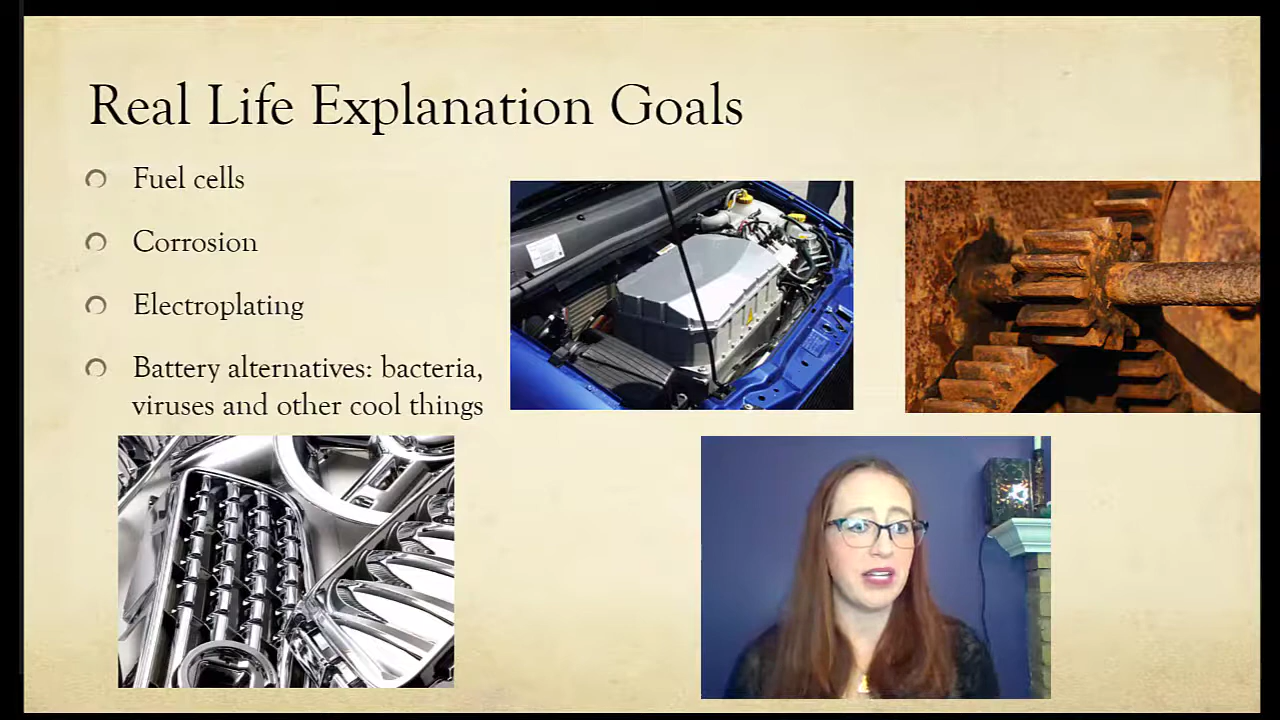 Real Life Explanation Goals
Fuel cells
Corrosion
Electroplating
Battery alternatives: bacteria,
viruses and other cool things